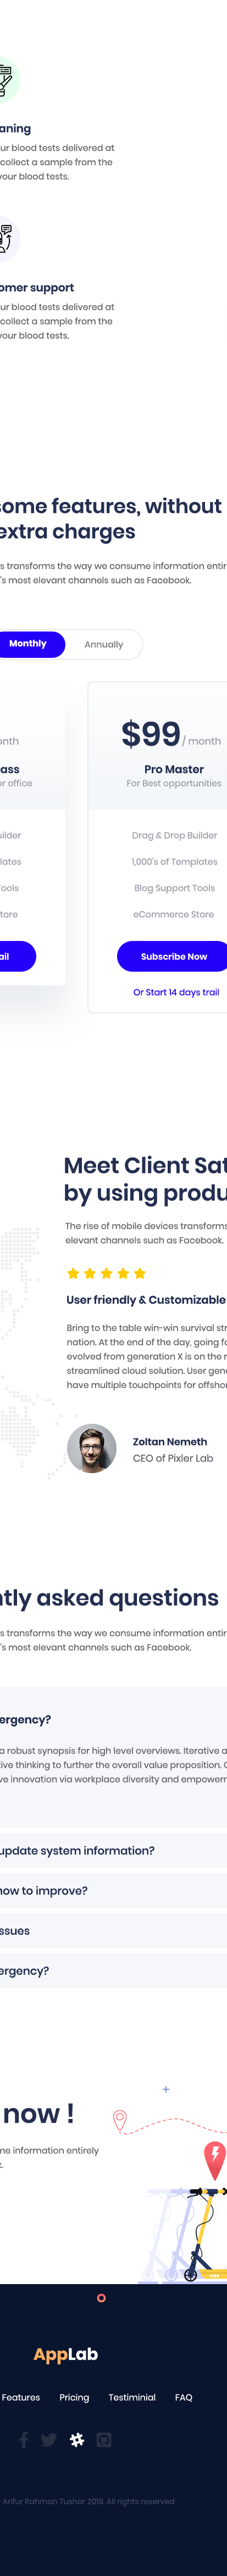 aning
ur blood tests delivered at
collect a sample from the
your blood tests.
omer support
ur blood tests delivered at
collect a sample from the
your blood tests.
some features, without
extra charges
s transforms the way we consume information entir
's most elevant channels such as Facebook.
Monthly
Annually
onth
ass
r office
uilder
lates
Tools
tore
ail
$99 / month
Pro Master
For Best opportunities
Drag & Drop Builder
1,000's of Templates
Blog Support Tools
eCommerce Store
Subscribe Now
Or Start 14 days trail
Meet Client Sat
by using produ
The rise of mobile devices transforms
elevant channels such as Facebook.
User friendly & Customizable
Bring to the table win-win survival str
nation. At the end of the day, going fo
evolved from generation X is on the r
streamlined cloud solution. User gene
have multiple touchpoints for offshor
Zoltan Nemeth
CEO of Pixler Lab
ntly asked questions
s transforms the way we consume information entir
's most elevant channels such as Facebook.
ergency?
a robust synopsis for high level overviews. Iterative a
tive thinking to further the overall value proposition. O
ve innovation via workplace diversity and empowerm
update system information?
how to improve?
ssues
ergency?
now !
me information entirely
k.
AppLab
Features
Pricing
Testiminial
FAQ
Arifur Rahman Tushar 2019. All rights reserved